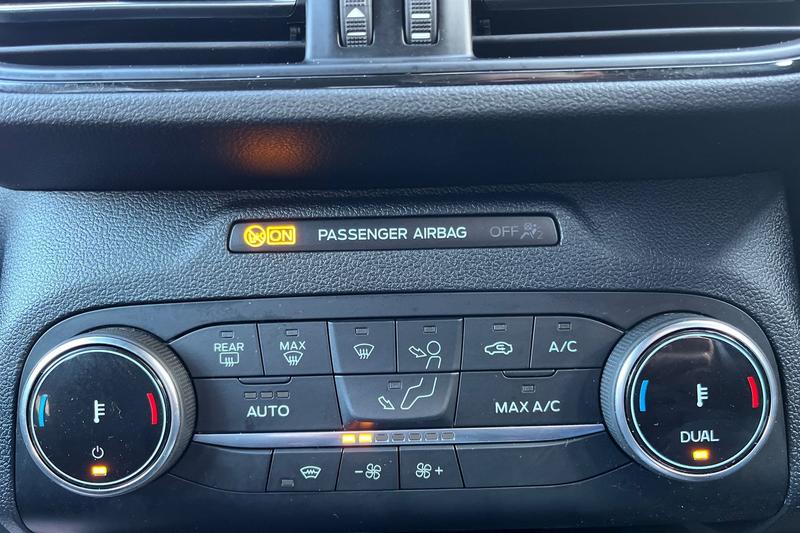 ON PASSENGER AIRBAG OFF
REAR
MAX
A/C
AUTO
MAX A/C
DUAL
- +